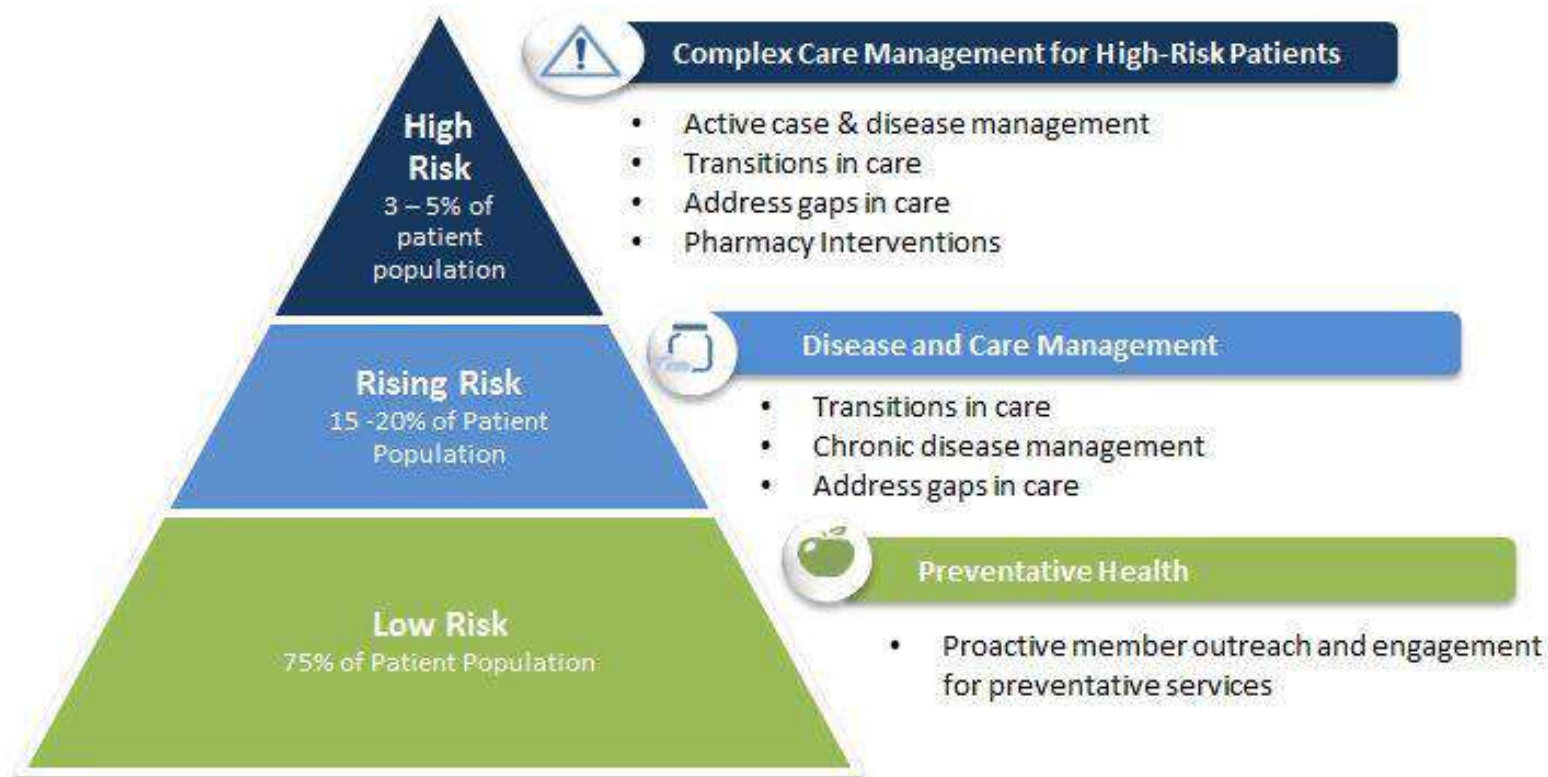 High
Risk
3 – 5% of
patient
population
Complex Care Management for High-Risk Patients
• Active case & disease management
• Transitions in care
• Address gaps in care
• Pharmacy Interventions
Rising Risk
15 -20% of Patient
Population
Disease and Care Management
• Transitions in care
• Chronic disease management
• Address gaps in care
Low Risk
75% of Patient Population
Preventative Health
• Proactive member outreach and engagement
for preventative services